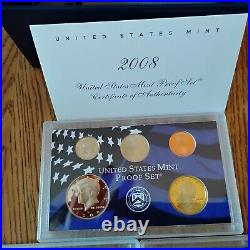 UNITED STATES MINT
2008
United States Mint Proof Set
Certificate of Authenticity
UNITED STATES MINT
PROOF SET